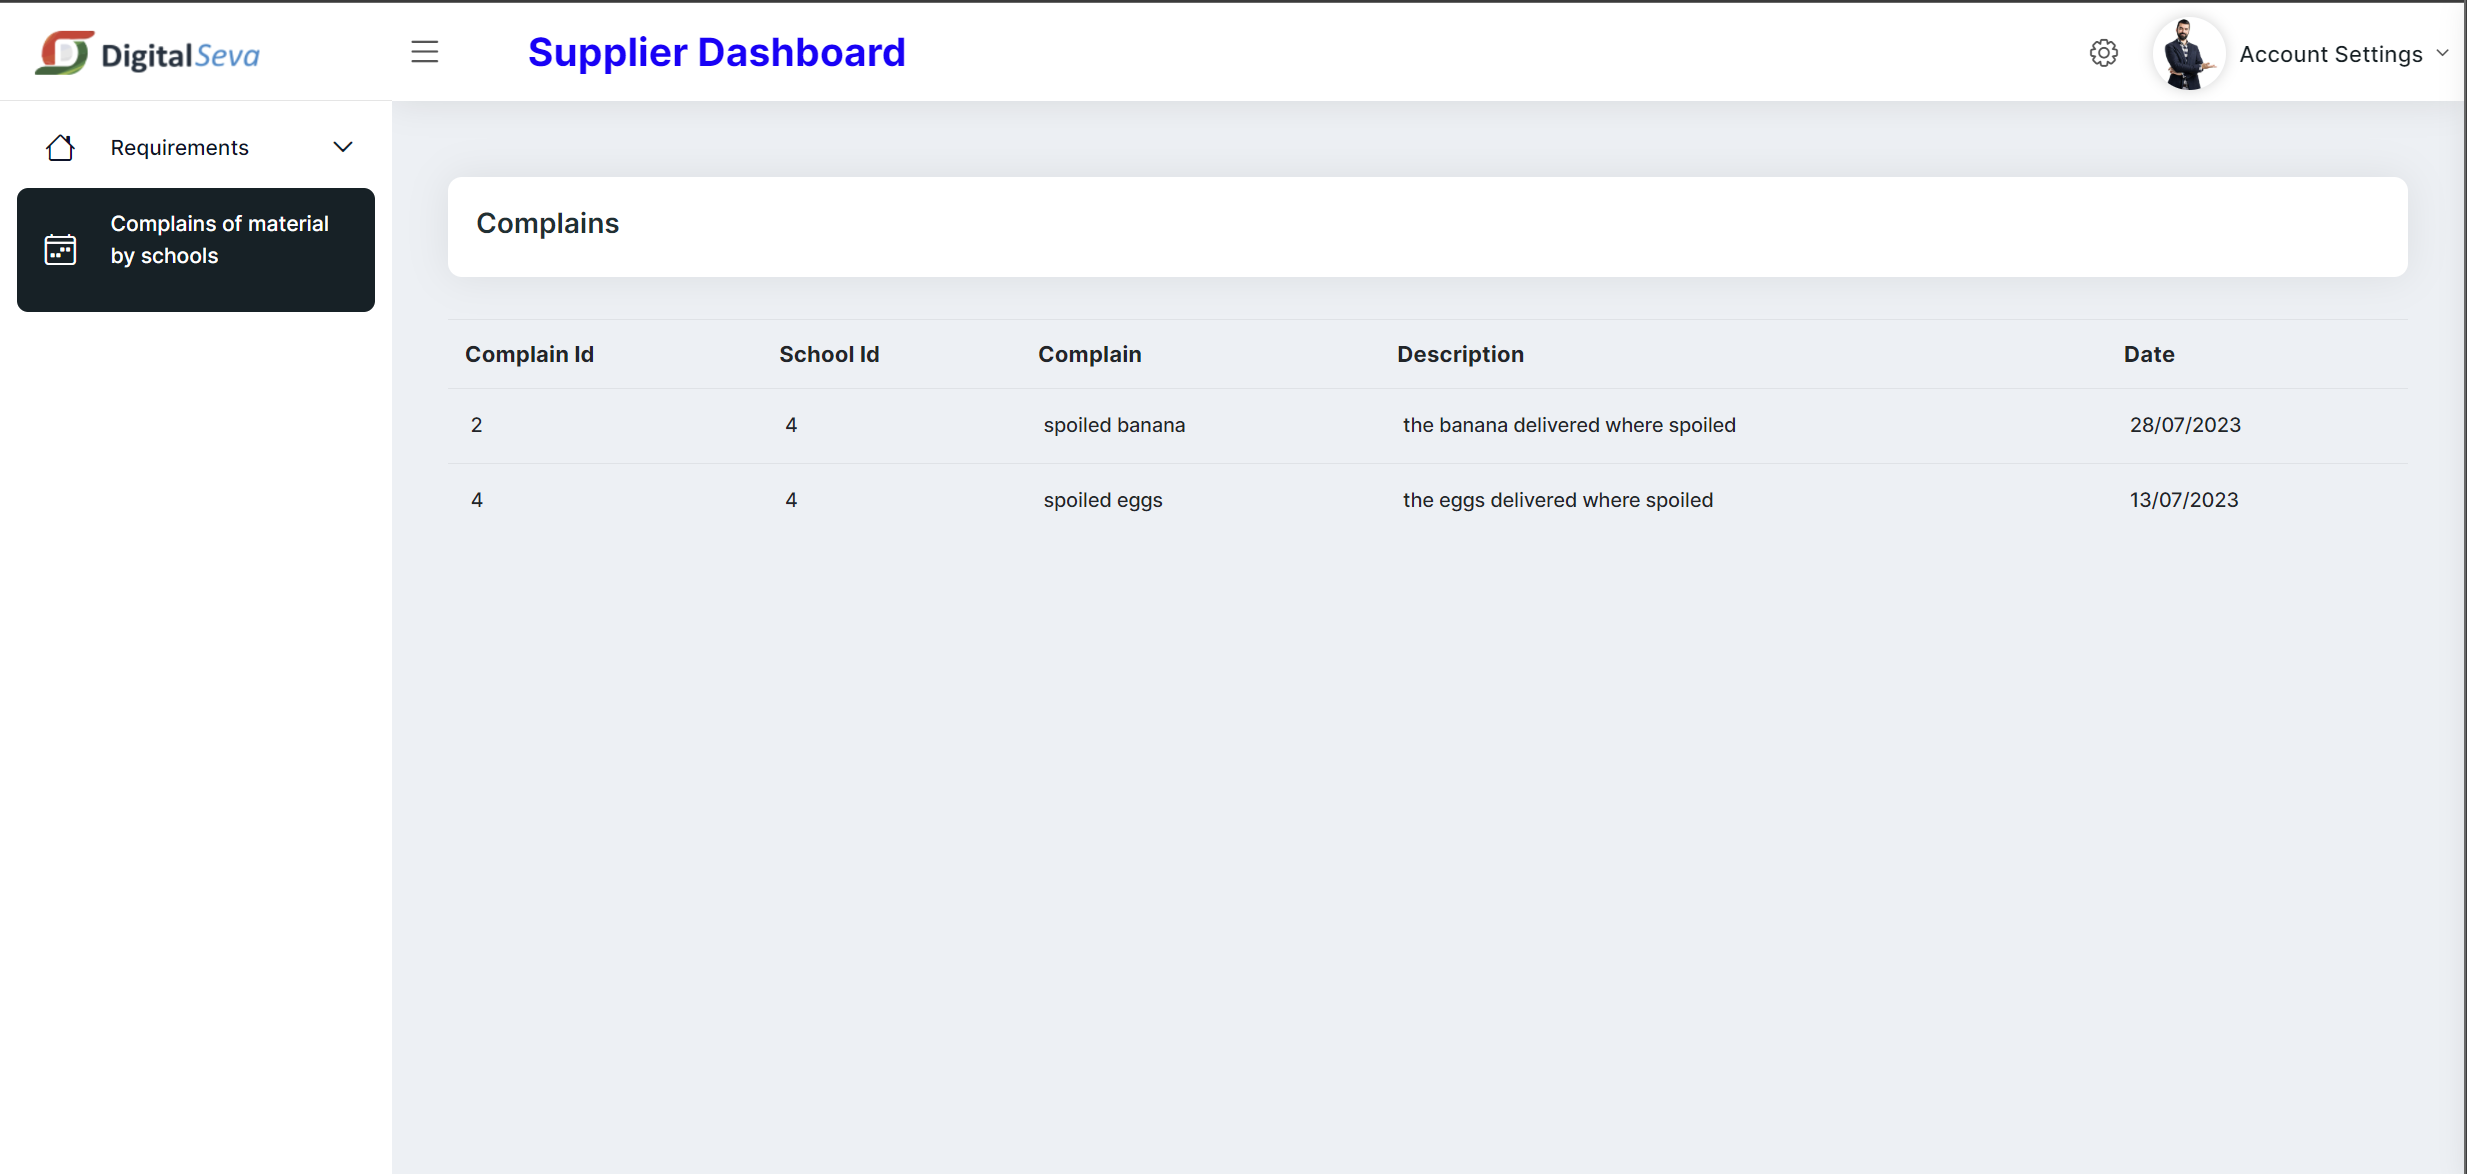 DigitalSeva
Supplier Dashboard
Account Settings
Requirements
Complains of material
by schools
Complains
Complain Id School Id Complain Description Date
2 4 spoiled banana the banana delivered where spoiled 28/07/2023
4 4 spoiled eggs the eggs delivered where spoiled 13/07/2023